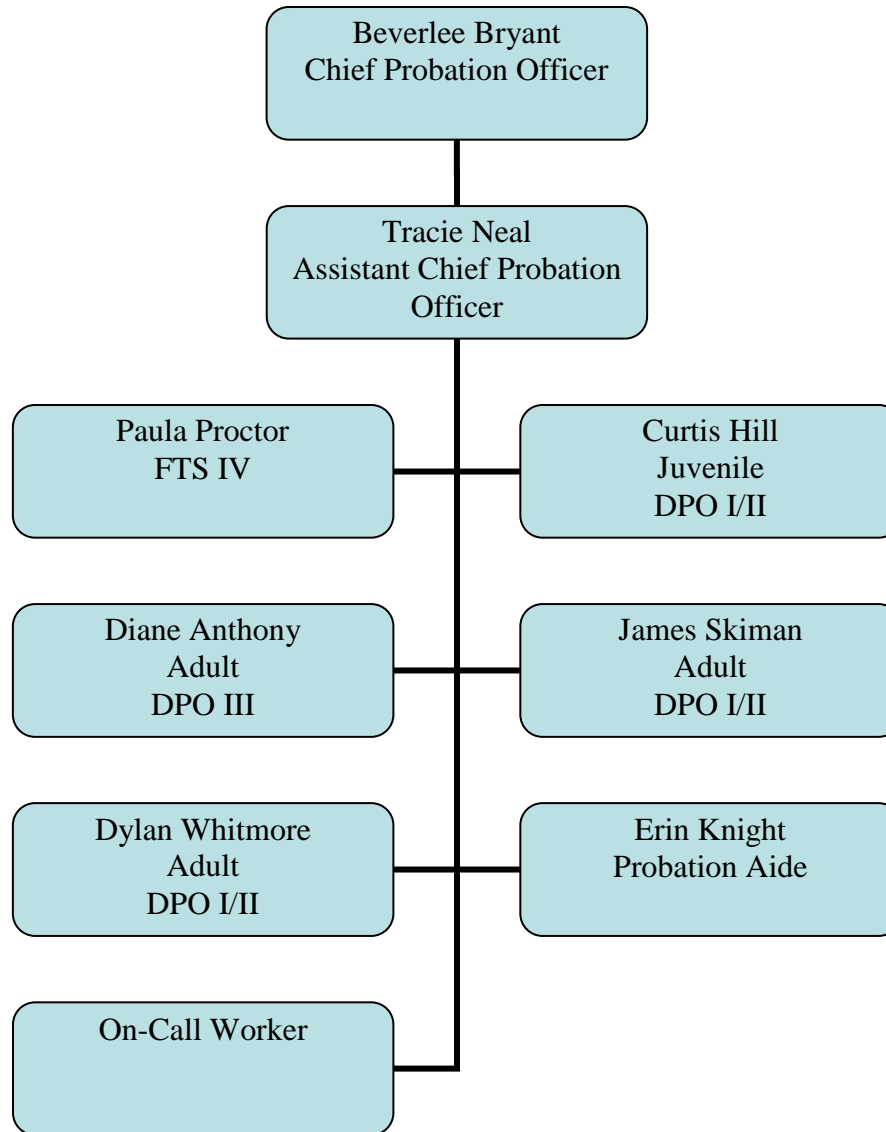 Beverlee Bryant
Chief Probation Officer
Tracie Neal
Assistant Chief Probation
Officer
Paula Proctor
FTS IV
Curtis Hill
Juvenile
DPO I/II
Diane Anthony
Adult
DPO III
James Skiman
Adult
DPO I/II
Dylan Whitmore
Adult
DPO I/II
Erin Knight
Probation Aide
On-Call Worker